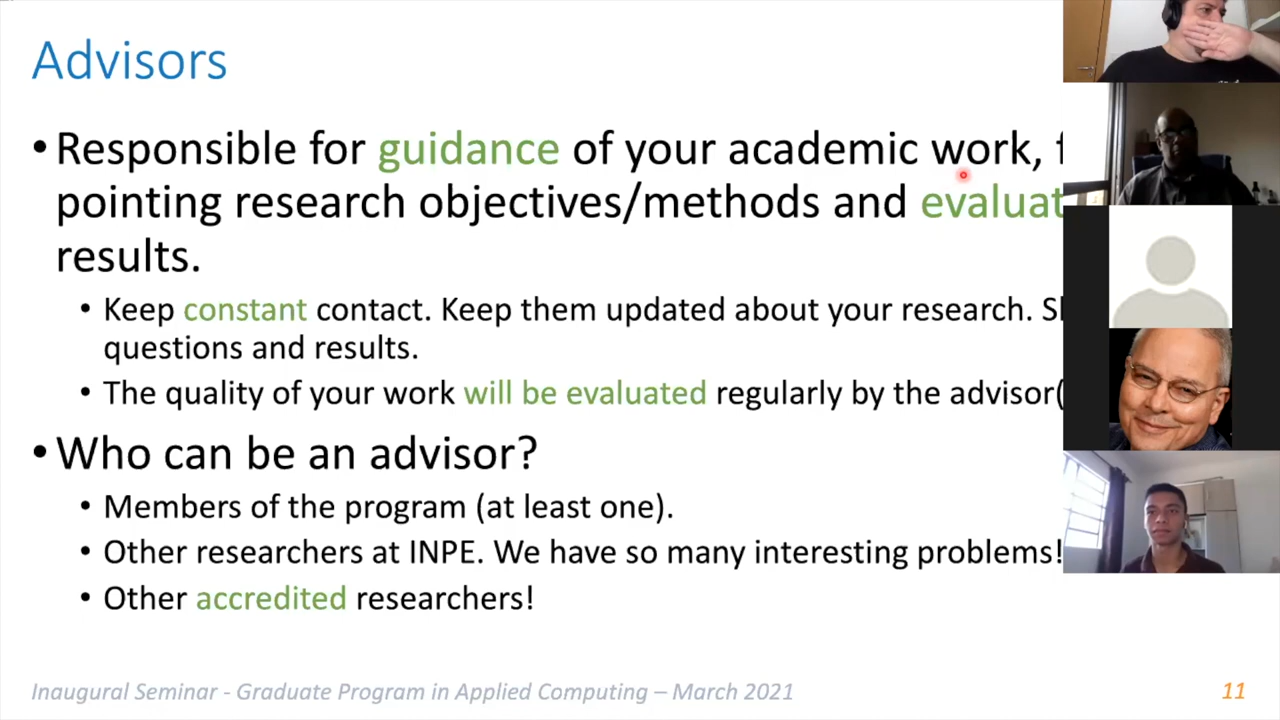 Advisors
• Responsible for guidance of your academic work,
pointing research objectives/methods and
results.
• Keep constant contact. Keep them updated about your research.
questions and results.
• The quality of your work will be evaluated regularly by the advisor(
• Who can be an advisor?
• Members of the program (at least one).
• Other researchers at INPE. We have so many interesting problems!
• Other accredited researchers!
Inaugural Seminar - Graduate Program in Applied Computing – March 2021
11